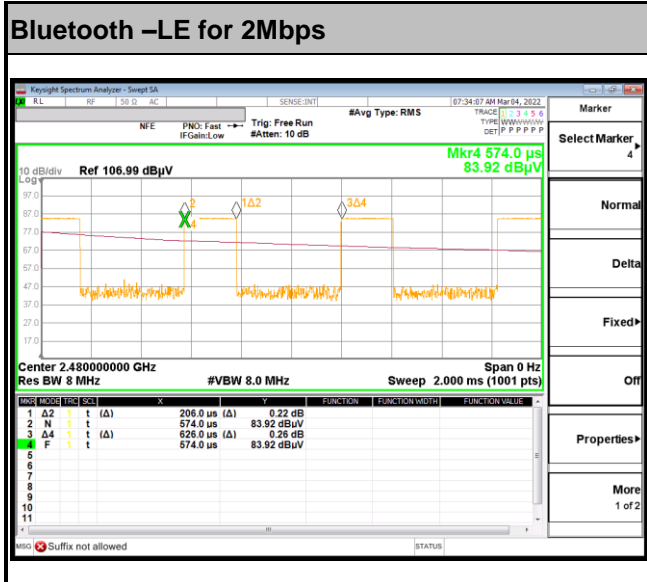 Bluetooth –LE for 2Mbps
Keysight Spectrum Analyzer - Swept SA
RL RF 50 Ω AC SENSE:INT 07:34:07 AM Mar 04, 2022
NFE PNO: Fast Trig: Free Run #Avg Type: RMS TRACE 1 2 3 4 5 6
IFGain:Low #Atten: 10 dB TYPE WWWWWW
DET P P P P P P
Mkr4 574.0 µs
83.92 dBµV
10 dB/div Ref 106.99 dBµV
Log
97.0
87.0
77.0
67.0
57.0
47.0
37.0
27.0
17.0
2 1Δ2 3Δ4
4
Center 2.480000000 GHz Span 0 Hz
Res BW 8 MHz #VBW 8.0 MHz Sweep 2.000 ms (1001 pts)
MKR MODE TRC SCL X Y FUNCTION FUNCTION WIDTH FUNCTION VALUE
1 Δ2 1 t (Δ) 206.0 µs (Δ) 0.22 dB
2 N 1 t 574.0 µs 83.92 dBµV
3 Δ4 1 t (Δ) 626.0 µs (Δ) 0.26 dB
4 F 1 t 574.0 µs 83.92 dBµV
5
6
7
8
9
10
11
MSG Suffix not allowed STATUS
Marker
Select Marker
4
Normal
Delta
Fixed
Off
Properties
More
1 of 2